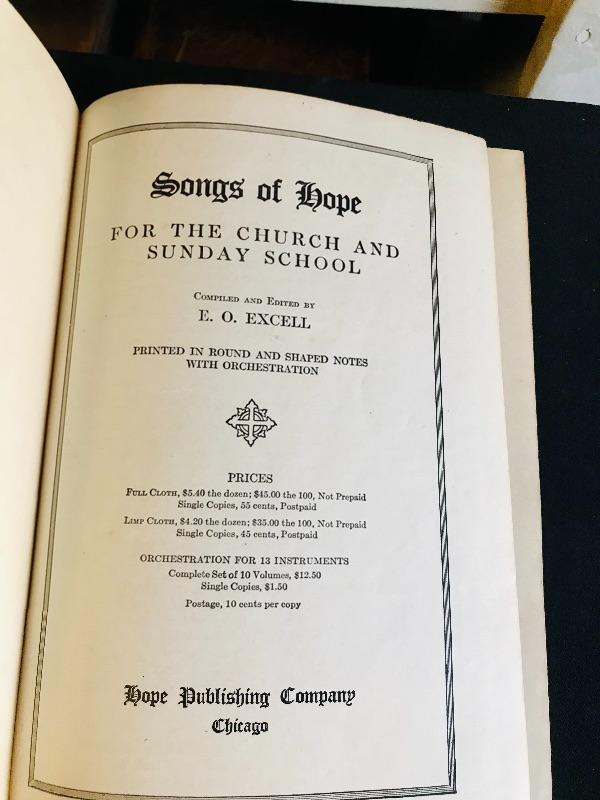 Songs of Hope
FOR THE CHURCH AND
SUNDAY SCHOOL
COMPILED AND EDITED BY
E. O. EXCELL
PRINTED IN ROUND AND SHAPED NOTES
WITH ORCHESTRATION
PRICES
FULL CLOTH, $5.40 the dozen; $45.00 the 100, Not Prepaid
Single Copies, 55 cents, Postpaid
LIMP CLOTH, $4.20 the dozen; $35.00 the 100, Not Prepaid
Single Copies, 45 cents, Postpaid
ORCHESTRATION FOR 13 INSTRUMENTS
Complete Set of 10 Volumes, $12.50
Single Copies, $1.50
Postage, 10 cents per copy
Hope Publishing Company
Chicago